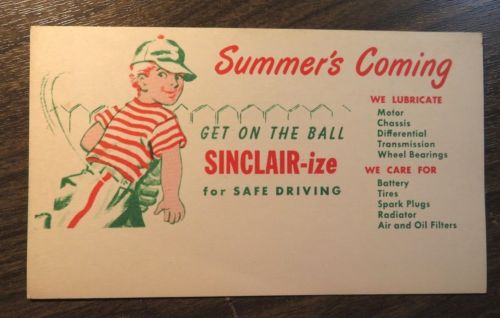 Summer's Coming
GET ON THE BALL
SINCLAIR-ize
for SAFE DRIVING
WE LUBRICATE
Motor
Chassis
Differential
Transmission
Wheel Bearings
WE CARE FOR
Battery
Tires
Spark Plugs
Radiator
Air and Oil Filters